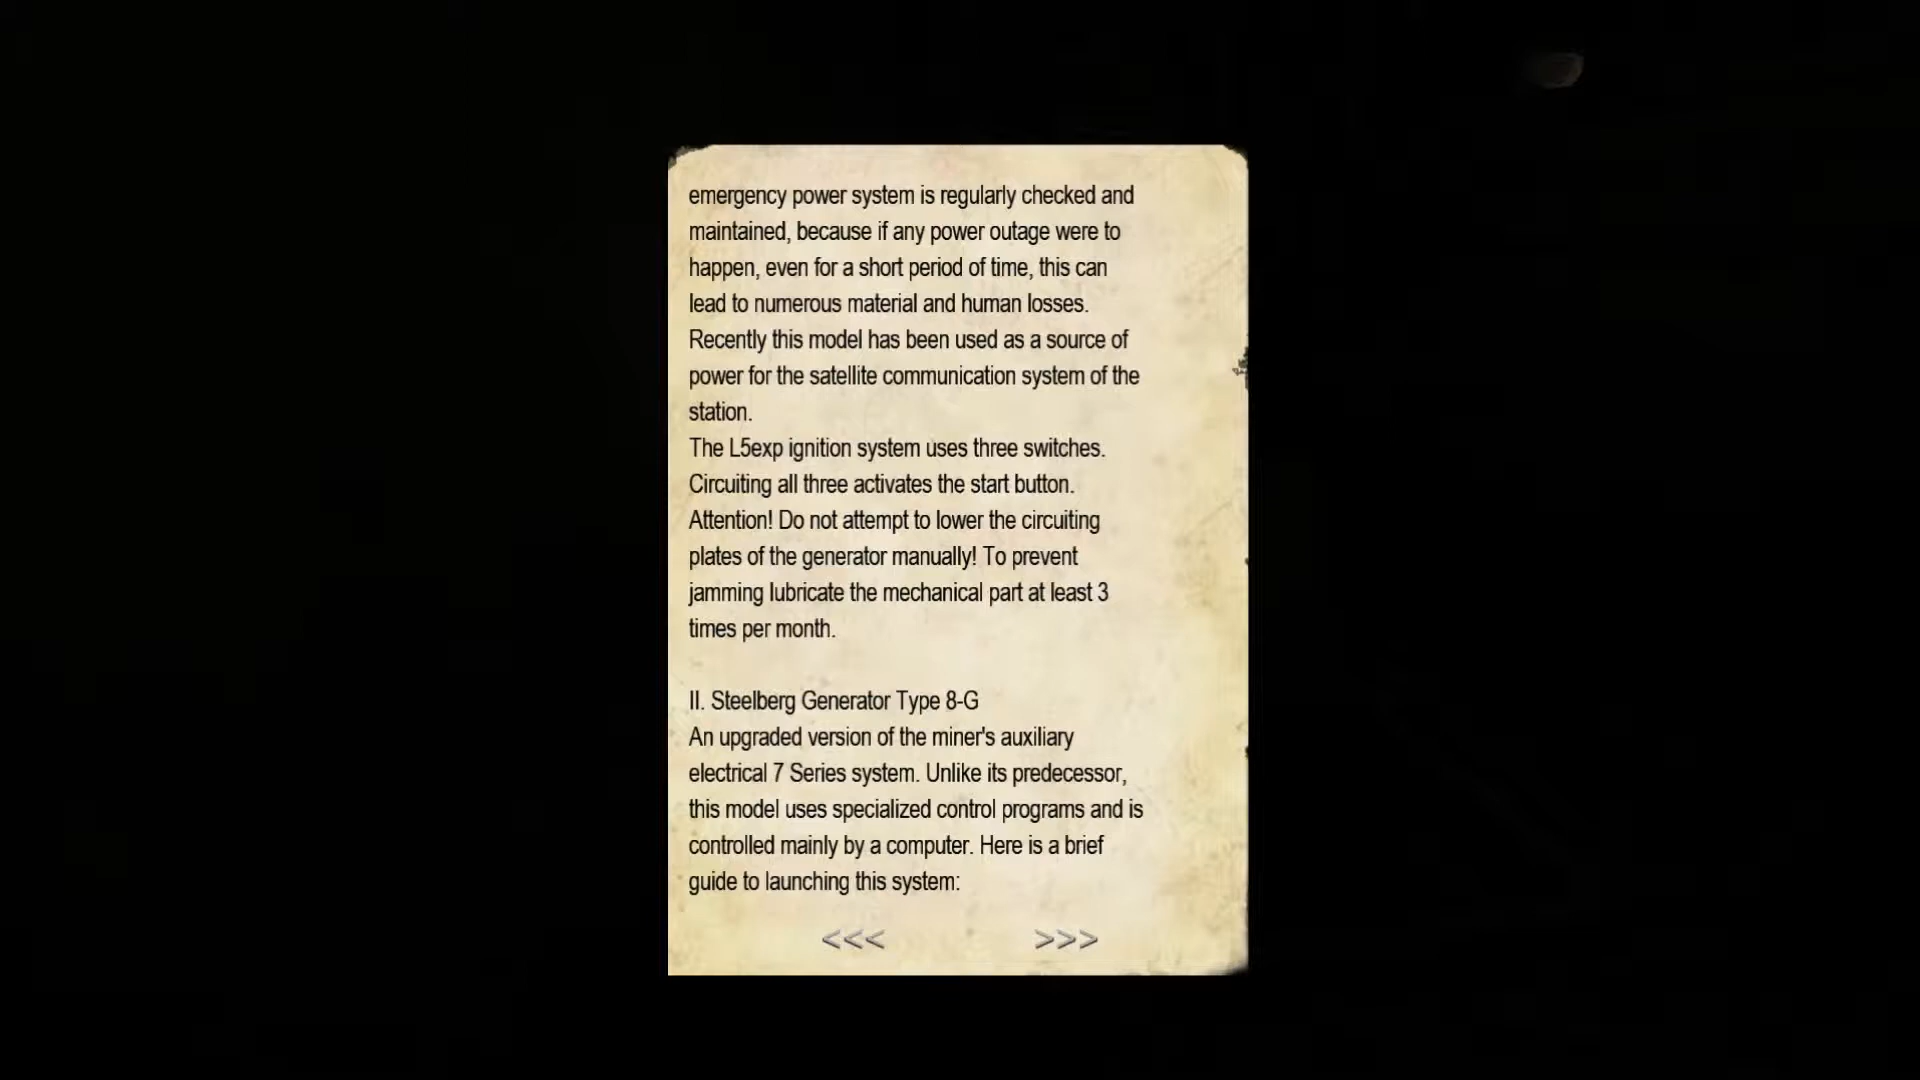 emergency power system is regularly checked and
maintained, because if any power outage were to
happen, even for a short period of time, this can
lead to numerous material and human losses.
Recently this model has been used as a source of
power for the satellite communication system of the
station.
The L5exp ignition system uses three switches.
Circuiting all three activates the start button.
Attention! Do not attempt to lower the circuiting
plates of the generator manually! To prevent
jamming lubricate the mechanical part at least 3
times per month.
II. Steelberg Generator Type 8-G
An upgraded version of the miner's auxiliary
electrical 7 Series system. Unlike its predecessor,
this model uses specialized control programs and is
controlled mainly by a computer. Here is a brief
guide to launching this system:
<<< >>>